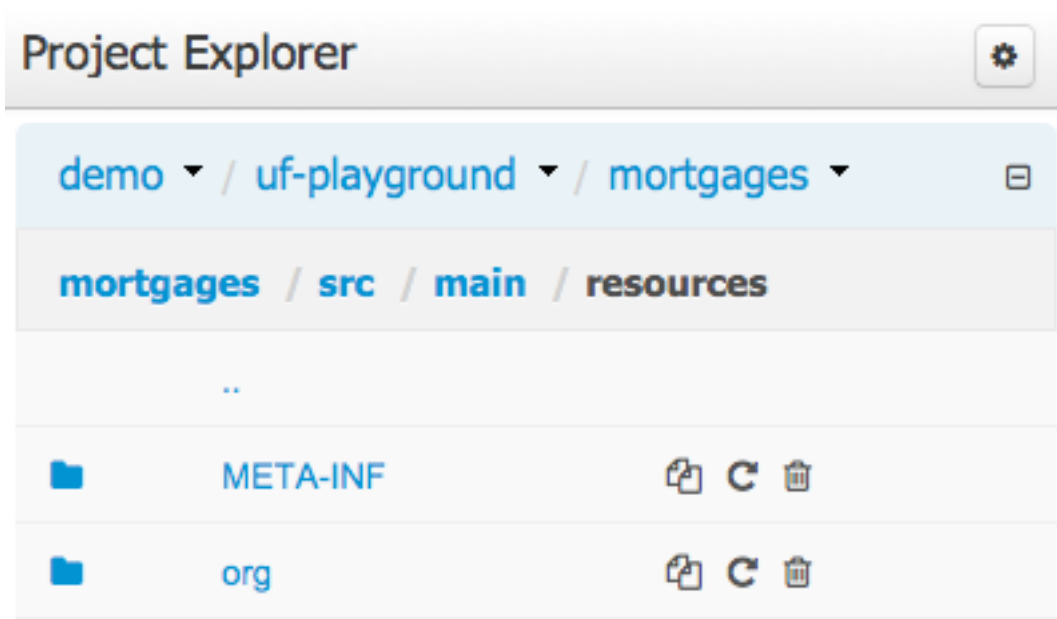 Project Explorer
demo / uf-playground / mortgages
mortgages / src / main / resources
..
META-INF
org